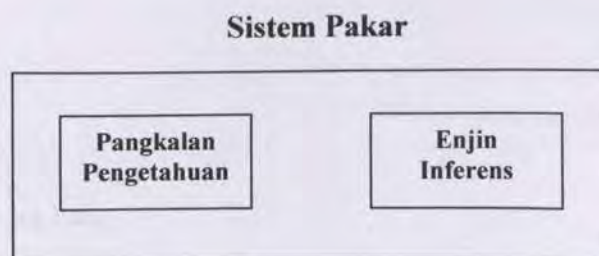 Sistem Pakar
Pangkalan
Pengetahuan
Enjin
Inferens